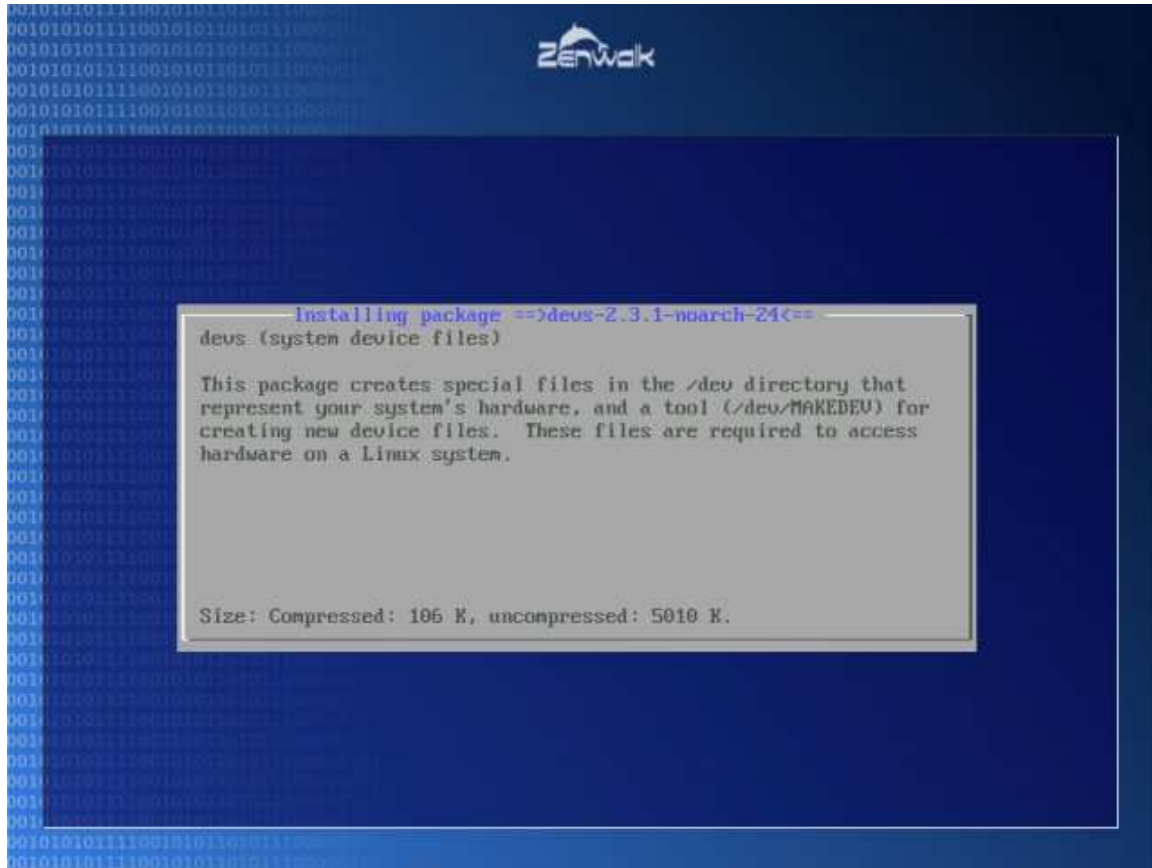 Zenwalk
Installing package ==>devs-2.3.1-noarch-24<==
devs (system device files)
This package creates special files in the /dev directory that
represent your system's hardware, and a tool (/dev/MAKEDEV) for
creating new device files.  These files are required to access
hardware on a Linux system.
Size: Compressed: 106 K, uncompressed: 5010 K.